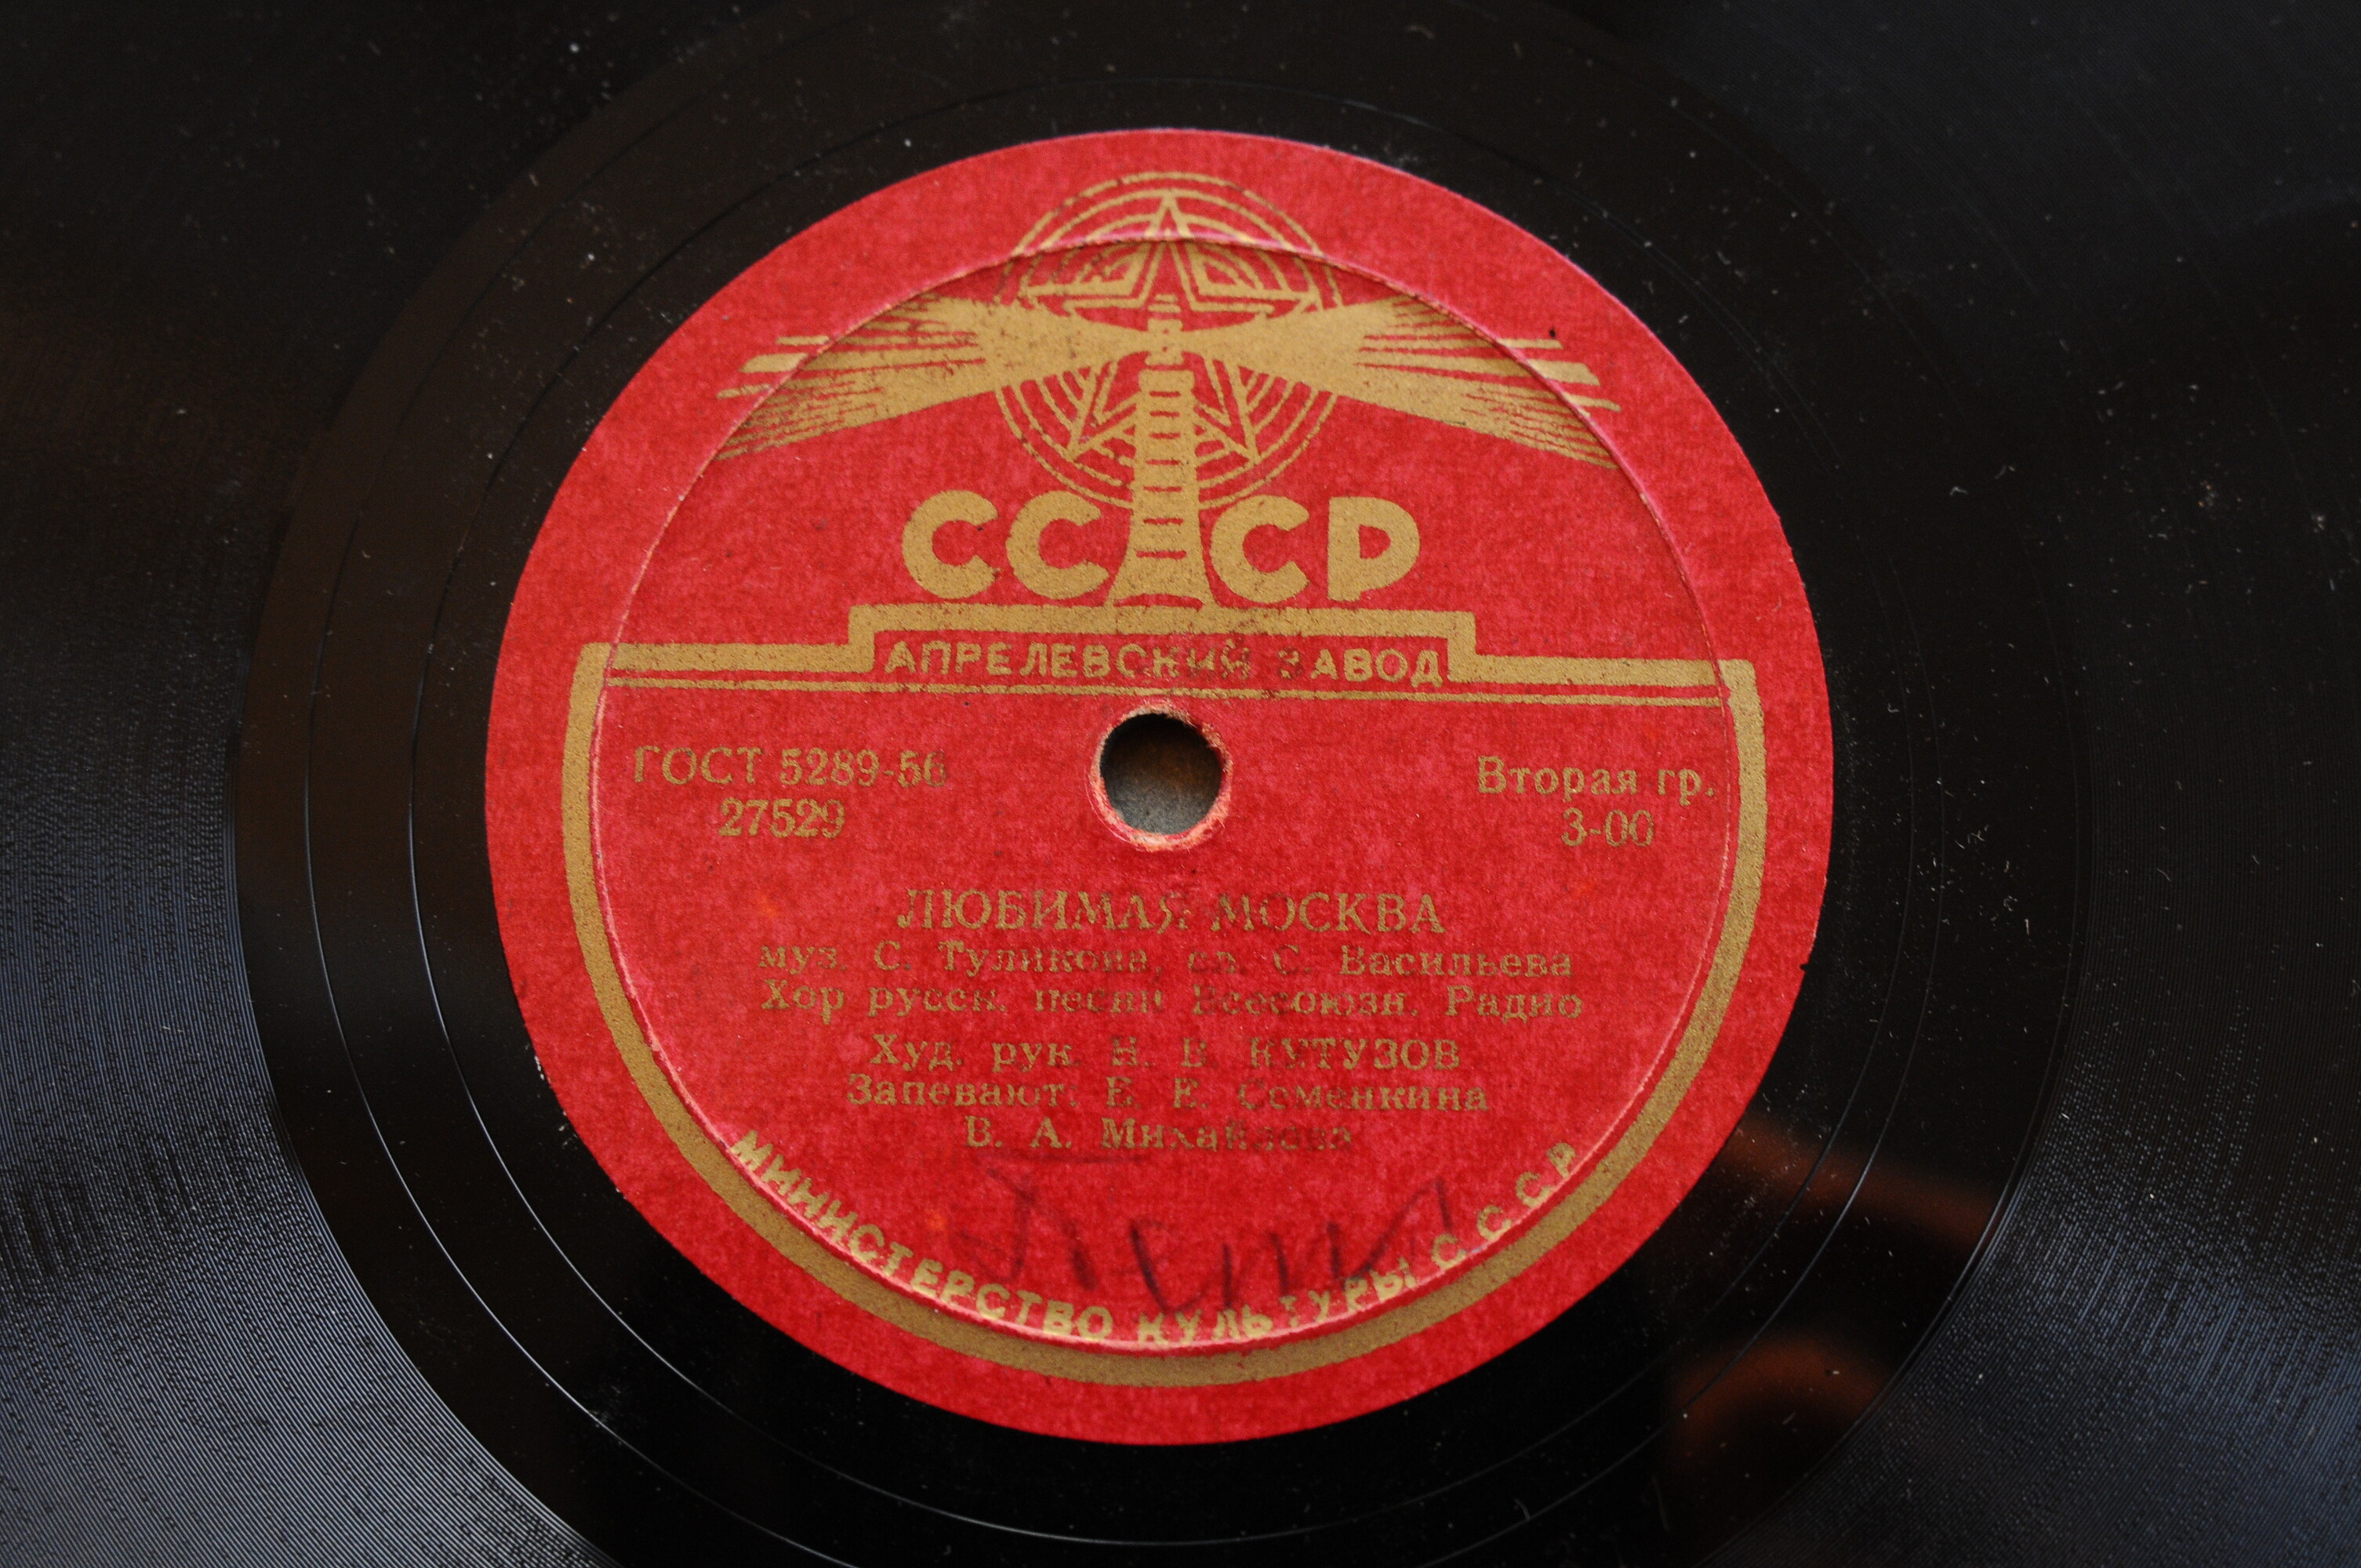 СССР
АПРЕЛЕВСКИЙ ЗАВОД
ГОСТ 5289-56
27529
Вторая гр.
3-00
ЛЮБИМАЯ МОСКВА
муз. С. Туликова, сл. С. Васильева
Хор русск. песни Всесоюзн. Радио
Худ. рук. Н. В. КУТУЗОВ
Запевают: Е. Е. Семенкина
В. А. Михайлова
МИНИСТЕРСТВО КУЛЬТУРЫ С.С.С.Р.